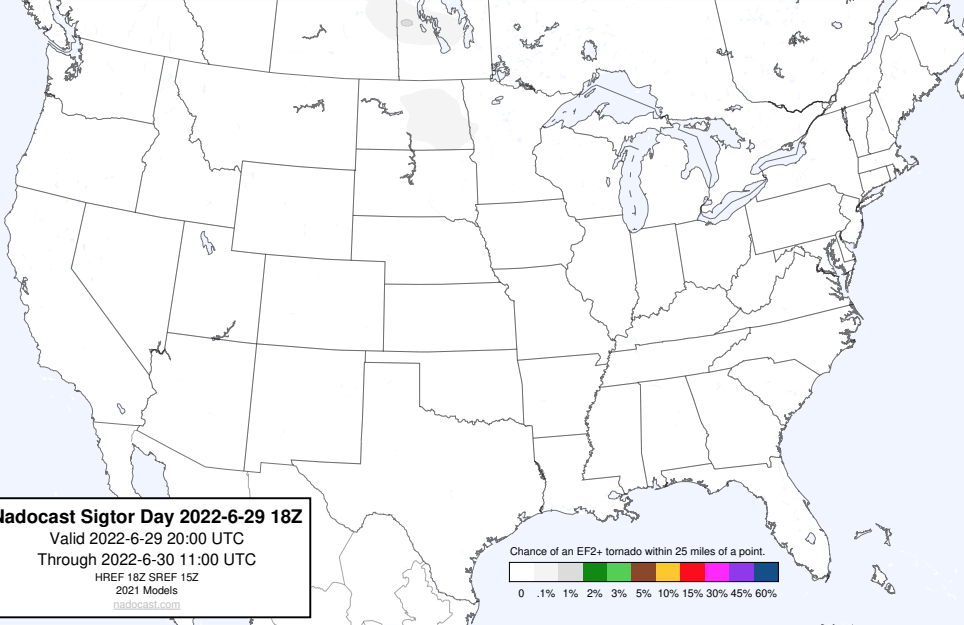 Nadocast Sigtor Day 2022-6-29 18Z
Valid 2022-6-29 20:00 UTC
Through 2022-6-30 11:00 UTC
HREF 18Z SREF 15Z
2021 Models
nadocast.com
Chance of an EF2+ tornado within 25 miles of a point.
0 .1% 1% 2% 3% 5% 10% 15% 30% 45% 60%